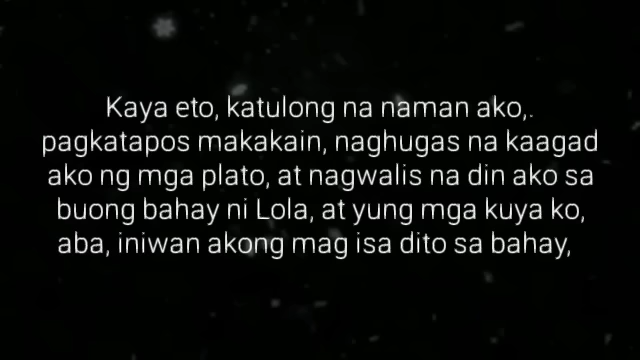 Kaya eto, katulong na naman ako,.
pagkatapos makakain, naghugas na kaagad
ako ng mga plato, at nagwalis na din ako sa
buong bahay ni Lola, at yung mga kuya ko,
aba, iniwan akong mag isa dito sa bahay,